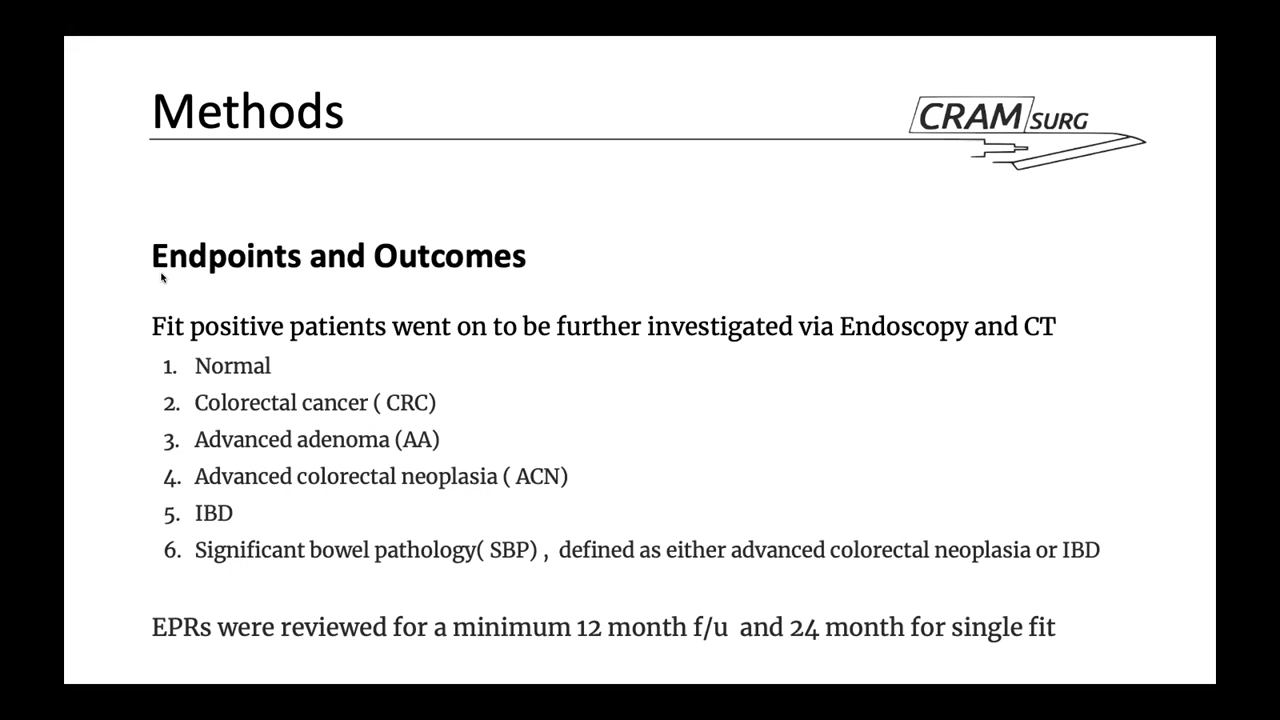 Methods
CRAM SURG
Endpoints and Outcomes
Fit positive patients went on to be further investigated via Endoscopy and CT
1. Normal
2. Colorectal cancer ( CRC)
3. Advanced adenoma (AA)
4. Advanced colorectal neoplasia ( ACN)
5. IBD
6. Significant bowel pathology( SBP) , defined as either advanced colorectal neoplasia or IBD
EPRs were reviewed for a minimum 12 month f/u and 24 month for single fit